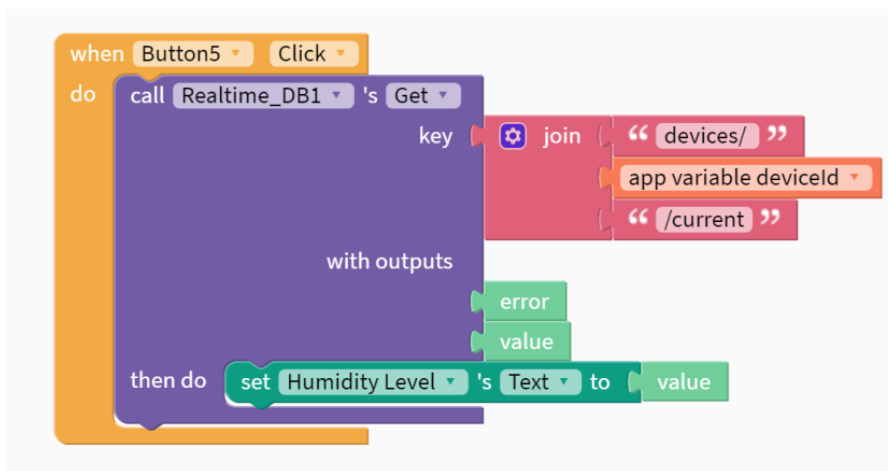 when Button5 Click
do call Realtime_DB1 's Get
key join “ devices/ ”
app variable deviceId
“ /current ”
with outputs
error
value
then do set Humidity Level 's Text to value